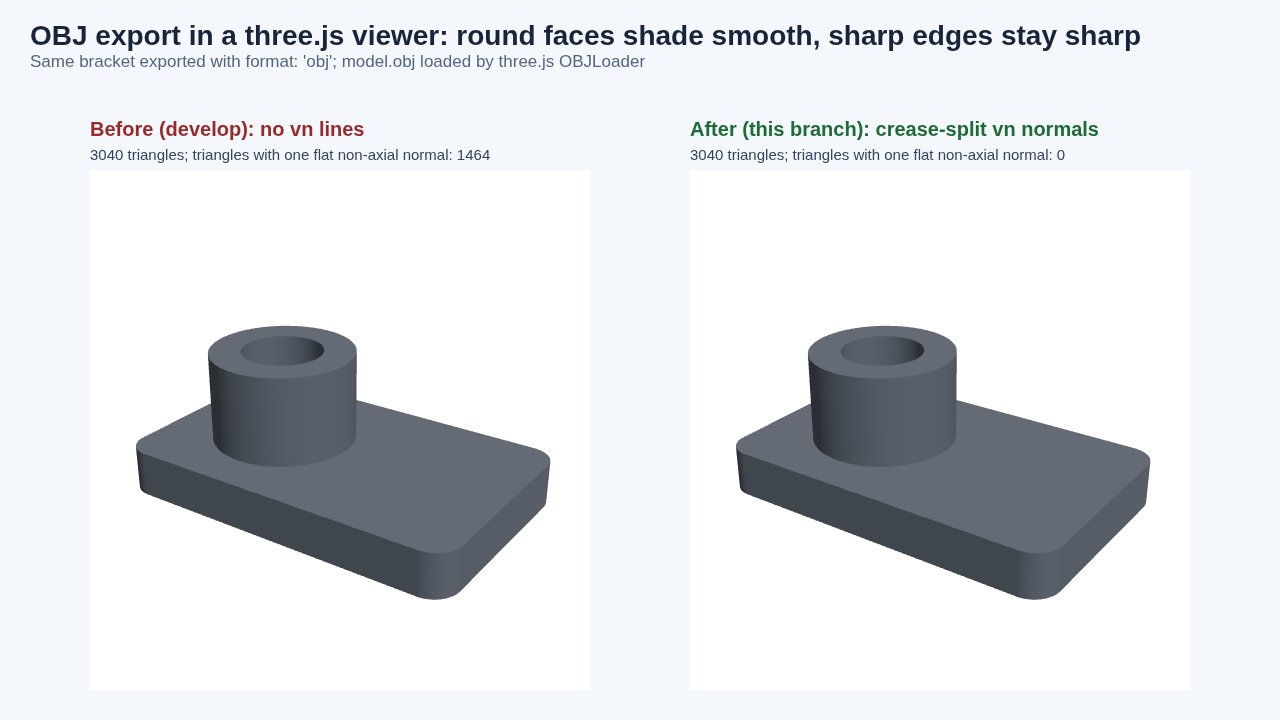 OBJ export in a three.js viewer: round faces shade smooth, sharp edges stay sharp
Same bracket exported with format: 'obj'; model.obj loaded by three.js OBJLoader
Before (develop): no vn lines
3040 triangles; triangles with one flat non-axial normal: 1464
After (this branch): crease-split vn normals
3040 triangles; triangles with one flat non-axial normal: 0